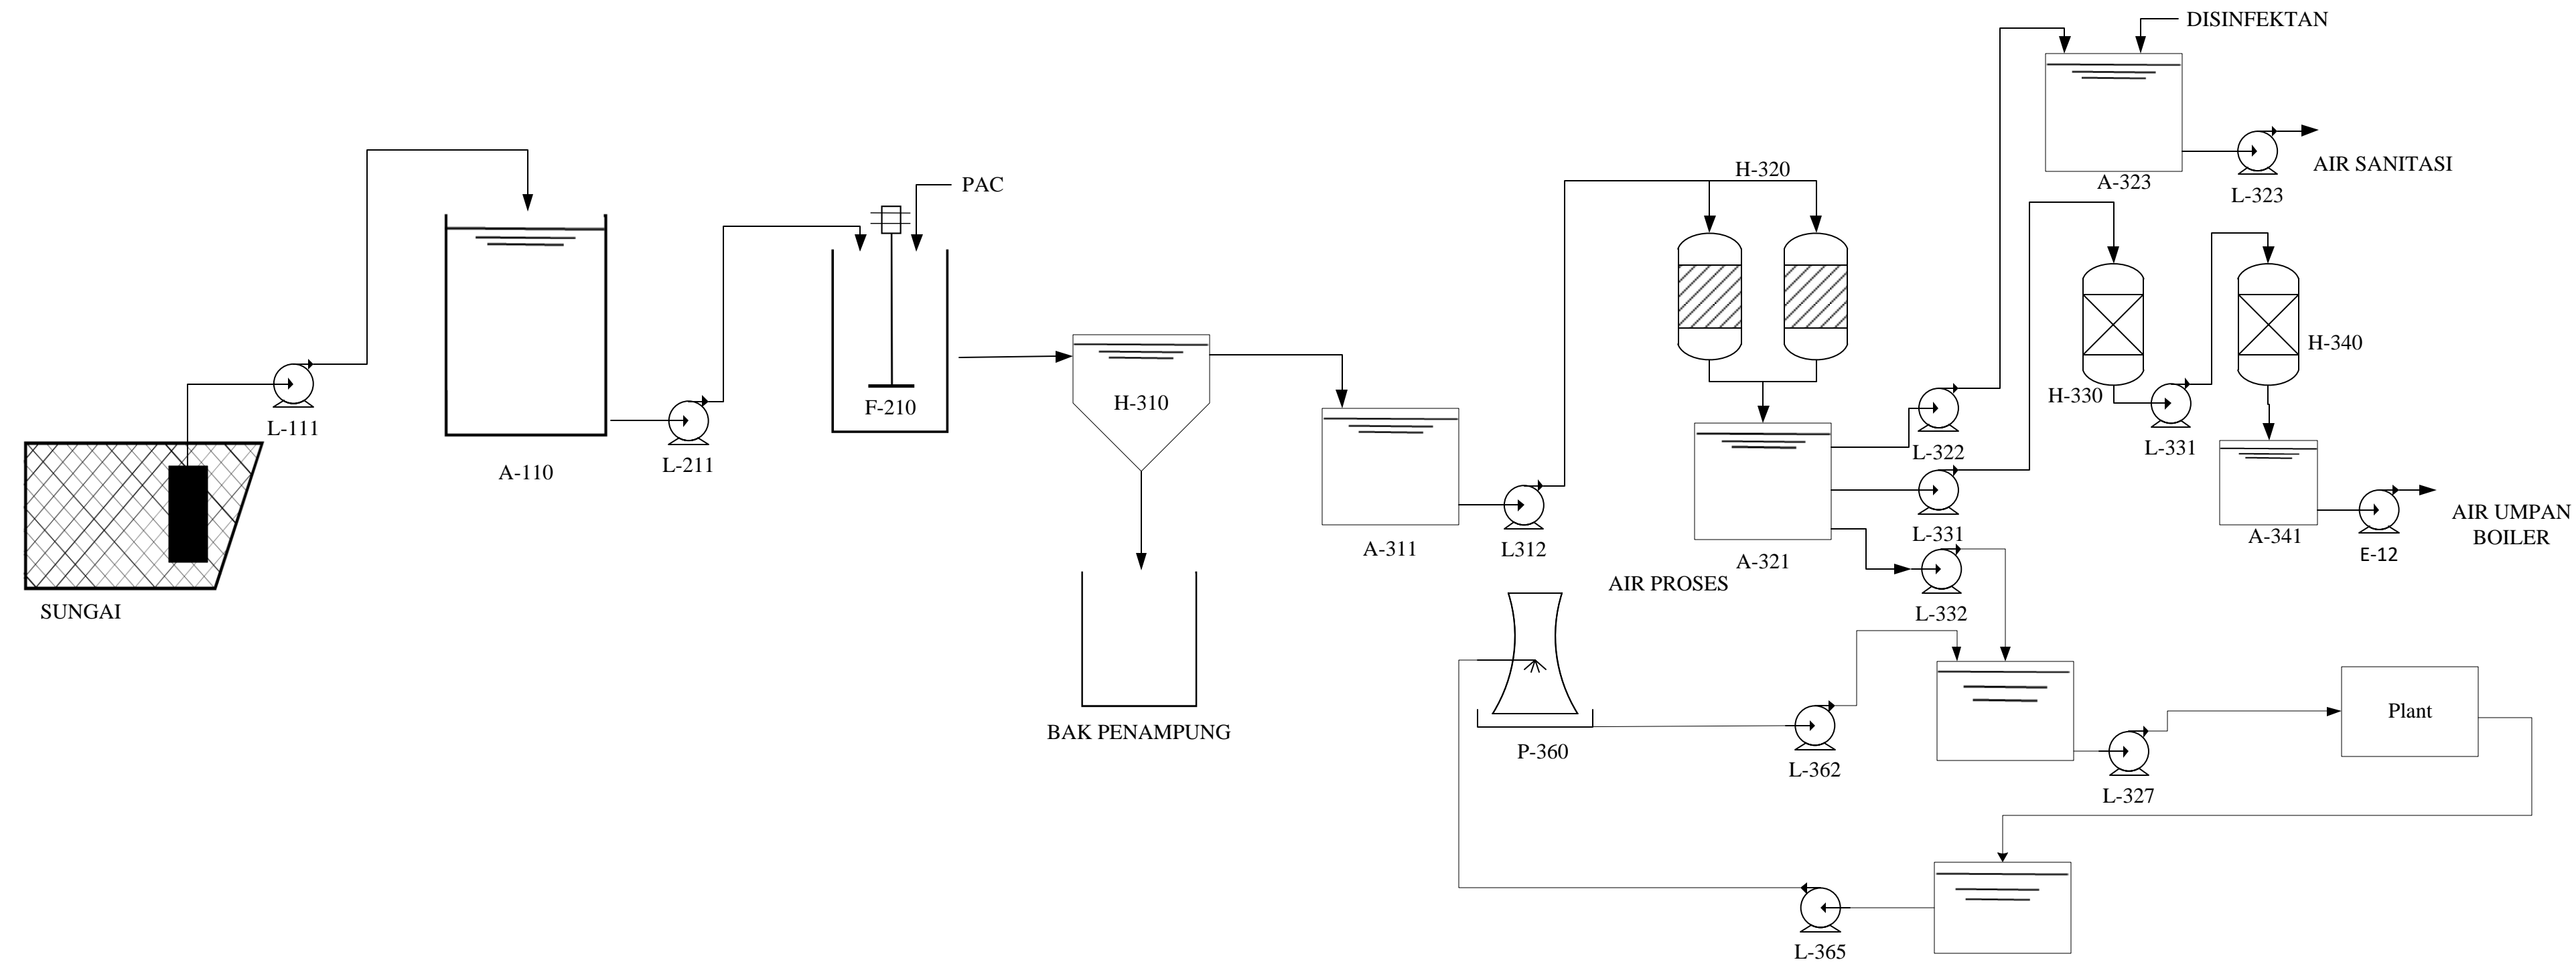 DISINFEKTAN
AIR SANITASI
A-323
L-323
H-320
PAC
H-340
H-330
L-331
F-210
H-310
L-111
L-211
A-110
L-322
L-331
L-332
A-311
L312
A-321
AIR PROSES
A-341
E-12
AIR UMPAN
BOILER
SUNGAI
BAK PENAMPUNG
P-360
L-362
Plant
L-327
L-365